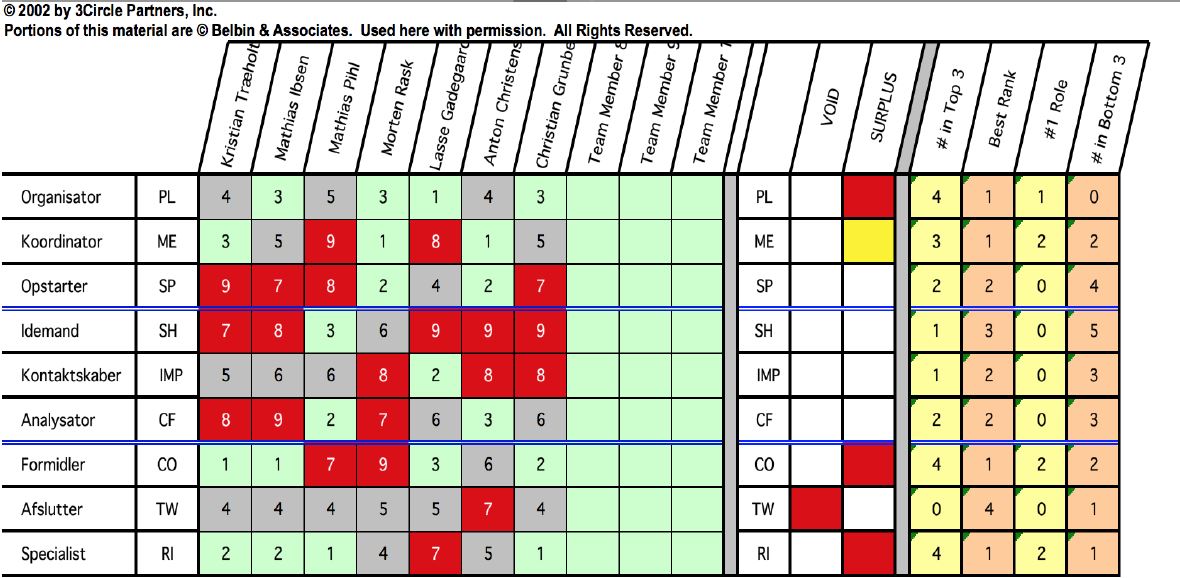 © 2002 by 3Circle Partners, Inc.
Portions of this material are © Belbin & Associates. Used here with permission. All Rights Reserved.
Kristian Træholt Mathias Ibsen Mathias Pihl Morten Rask Lasse Gadegaard Anton Christens Christian Grunbe Team Member 8 Team Member 9 Team Member 1 VOID SURPLUS # in Top 3 Best Rank #1 Role # in Bottom 3
Organisator PL 4 3 5 3 1 4 3 PL 4 1 1 0
Koordinator ME 3 5 9 1 8 1 5 ME 3 1 2 2
Opstarter SP 9 7 8 2 4 2 7 SP 2 2 0 4
Idemand SH 7 8 3 6 9 9 9 SH 1 3 0 5
Kontaktskaber IMP 5 6 6 8 2 8 8 IMP 1 2 0 3
Analysator CF 8 9 2 7 6 3 6 CF 2 2 0 3
Formidler CO 1 1 7 9 3 6 2 CO 4 1 2 2
Afslutter TW 4 4 4 5 5 7 4 TW 0 4 0 1
Specialist RI 2 2 1 4 7 5 1 RI 4 1 2 1